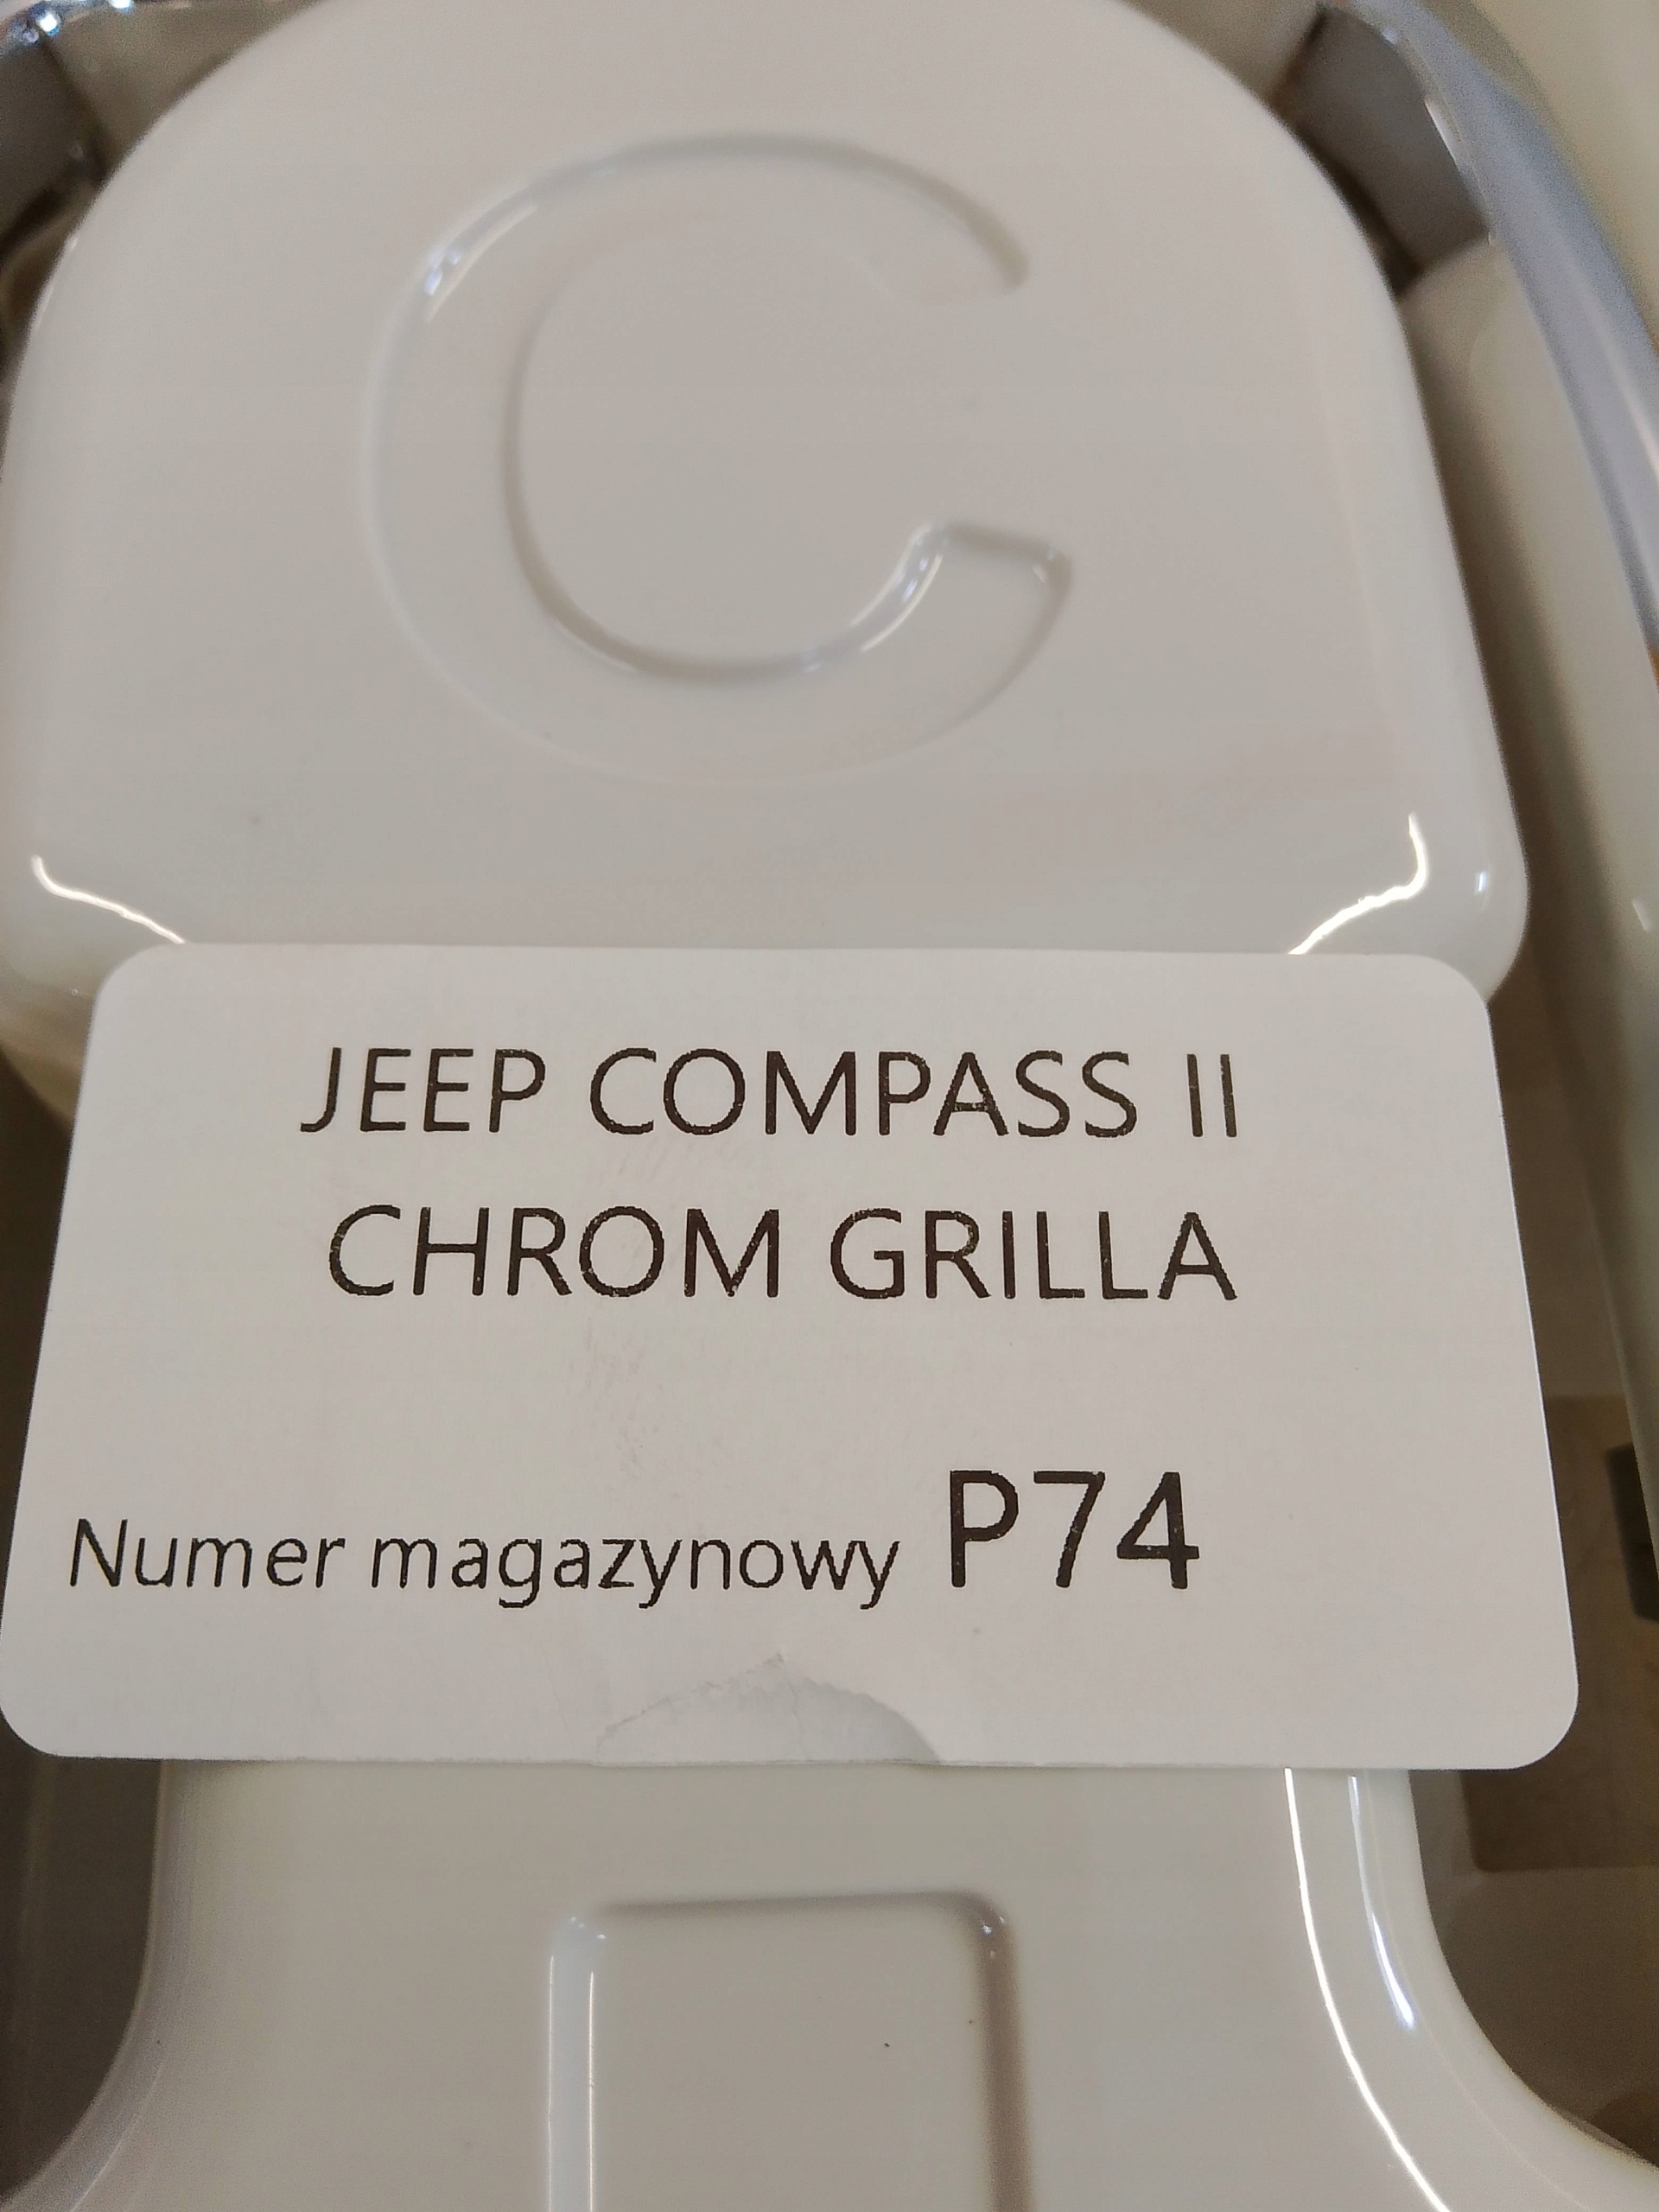 C
JEEP COMPASS II
CHROM GRILLA
Numer magazynowy P74